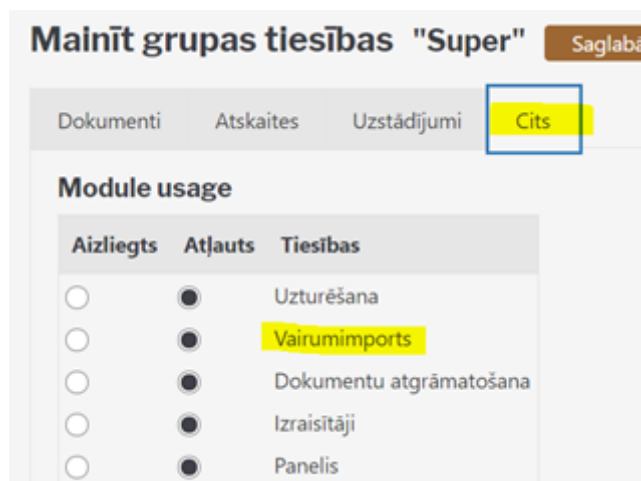 Mainīt grupas tiesības "Super" Saglabā
Dokumenti Atskaites Uzstādījumi Cits
Module usage
Aizliegts Atļauts Tiesības
Uzturēšana
Vairumimports
Dokumentu atgrāmatošana
Izraisītāji
Panelis